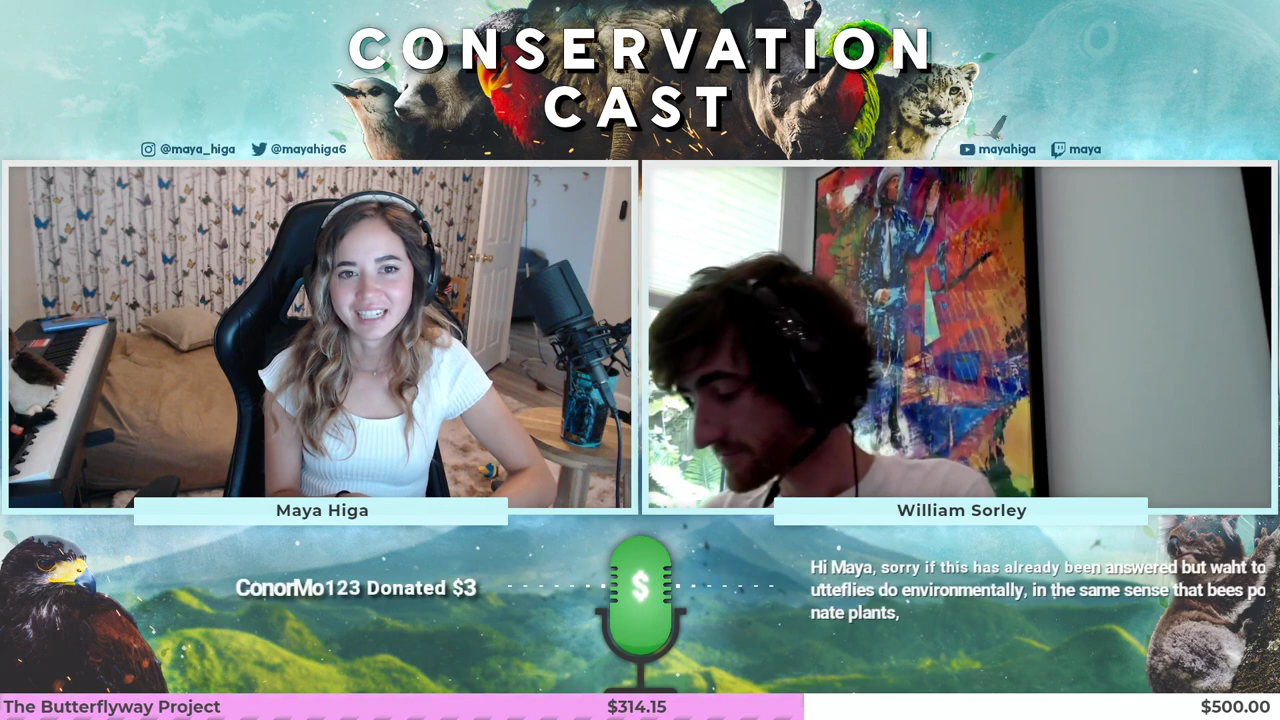 CONSERVATION
CAST
@maya_higa @mayahiga6
mayahiga maya
Maya Higa
William Sorley
ConorMo123 Donated $3
$
Hi Maya, sorry if this has already been answered but waht to
utteflies do environmentally, in the same sense that bees po
nate plants,
The Butterflyway Project $314.15 $500.00